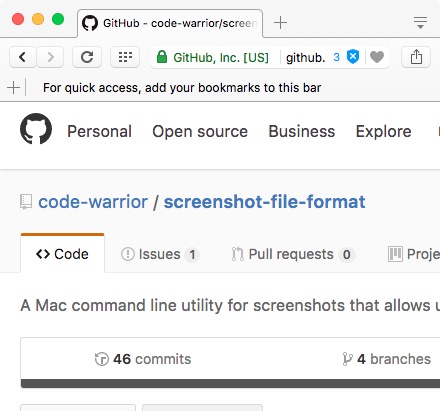 GitHub - code-warrior/screen
GitHub, Inc. [US] github. 3
For quick access, add your bookmarks to this bar
Personal Open source Business Explore
code-warrior / screenshot-file-format
Code Issues 1 Pull requests 0 Proje
A Mac command line utility for screenshots that allows u
46 commits 4 branches